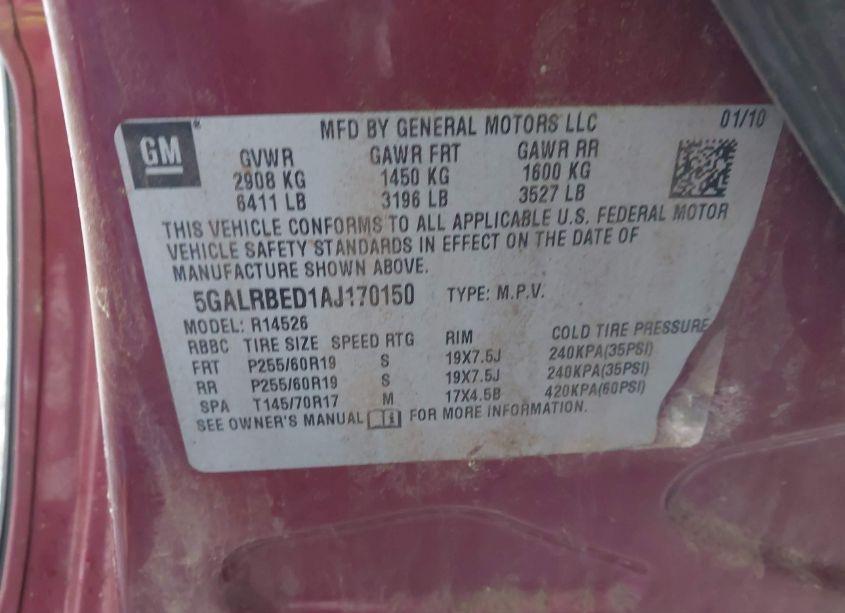 GM
MFD BY GENERAL MOTORS LLC 01/10
GVWR GAWR FRT GAWR RR
2908 KG 1450 KG 1600 KG
6411 LB 3196 LB 3527 LB
THIS VEHICLE CONFORMS TO ALL APPLICABLE U.S. FEDERAL MOTOR
VEHICLE SAFETY STANDARDS IN EFFECT ON THE DATE OF
MANUFACTURE SHOWN ABOVE.
5GALRBED1AJ170150 TYPE: M.P.V.
MODEL: R14526
RBBC TIRE SIZE SPEED RTG RIM COLD TIRE PRESSURE
FRT P255/60R19 S 19X7.5J 240KPA(35PSI)
RR P255/60R19 S 19X7.5J 240KPA(35PSI)
SPA T145/70R17 M 17X4.5B 420KPA(60PSI)
SEE OWNER'S MANUAL i FOR MORE INFORMATION.